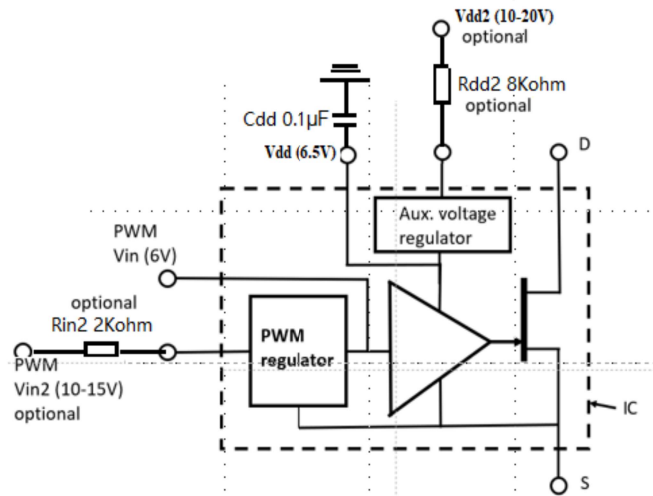 Vdd2 (10-20V)
optional
Rdd2 8Kohm
optional
Cdd 0.1µF
Vdd (6.5V)
D
Aux. voltage
regulator
PWM
Vin (6V)
optional
Rin2 2Kohm
PWM
regulator
PWM
Vin2 (10-15V)
optional
IC
S